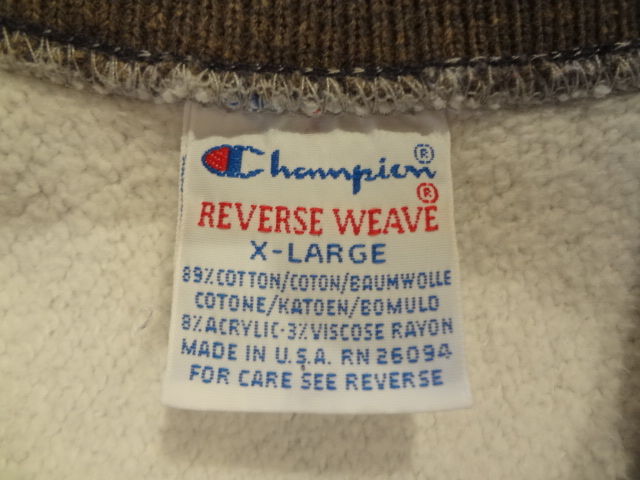 Champion®
REVERSE WEAVE®
X-LARGE
89% COTTON/COTON/BAUMWOLLE
COTONE/KATOEN/BOMULD
8% ACRYLIC-3% VISCOSE RAYON
MADE IN U.S.A. RN 26094
FOR CARE SEE REVERSE